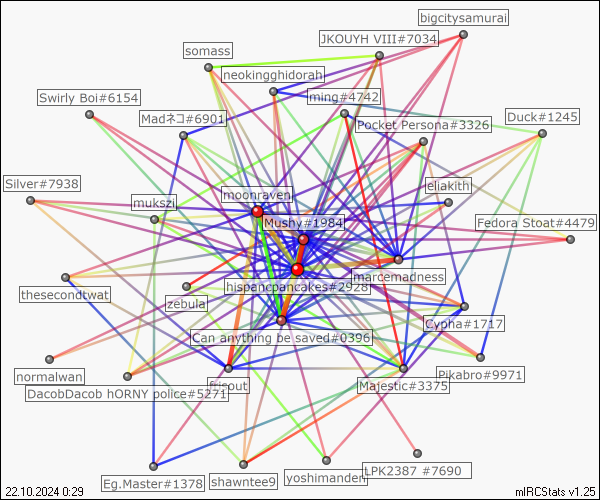 bigcitysamurai
JKOUYH VIII#7034
somass
neokingghidorah
ming#4742
Swirly Boi#6154
Madネコ#6901
Pocket Persona#3326
Duck#1245
Silver#7938
mukszi
moonraven
eliakith
Mushy#1984
Fedora Stoat#4479
marcemadness
hispancpancakes#2928
thesecondtwat
zebula
Cypha#1717
Can anything be saved#0396
normalwan
Pikabro#9971
DacobDacob hORNY police#5271
Majestic#3375
Eg.Master#1378
shawntee9
yoshimanden
LPK2387 #7690
22.10.2024 0:29
mIRCStats v1.25